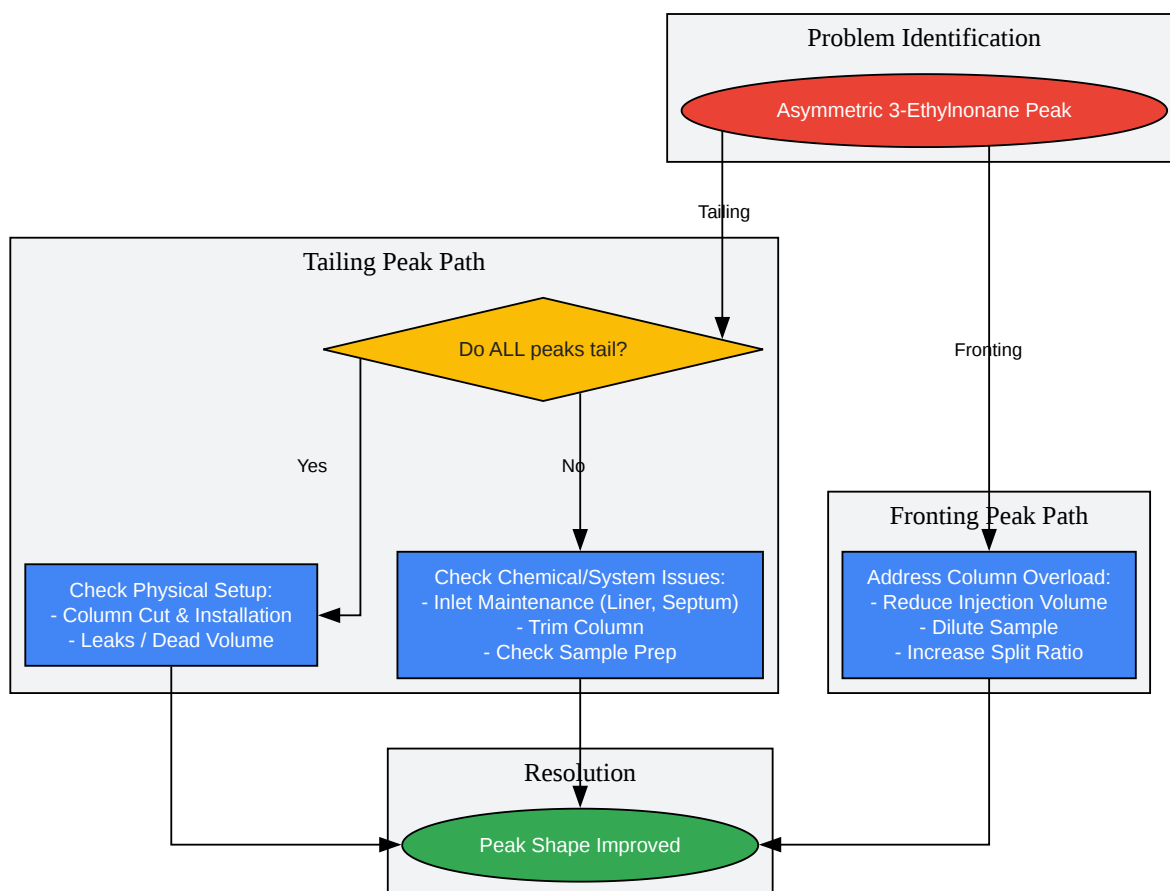 Problem Identification
Asymmetric 3-Ethylnonane Peak
Tailing
Fronting
Tailing Peak Path
Do ALL peaks tail?
Yes
No
Check Physical Setup:
- Column Cut & Installation
- Leaks / Dead Volume
Check Chemical/System Issues:
- Inlet Maintenance (Liner, Septum)
- Trim Column
- Check Sample Prep
Fronting Peak Path
Address Column Overload:
- Reduce Injection Volume
- Dilute Sample
- Increase Split Ratio
Resolution
Peak Shape Improved